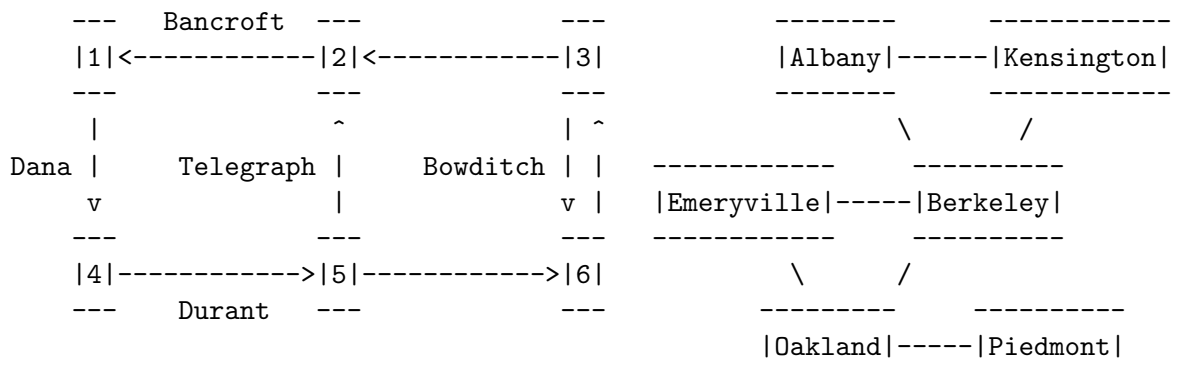 --- Bancroft --- --- -------- ------------
|1|<------------|2|<------------|3| |Albany|------|Kensington|
--- --- --- -------- ------------
| ^ | ^ \ /
Dana | Telegraph | Bowditch | | ------------ ----------
v | v | |Emeryville|-----|Berkeley|
--- --- --- ------------ ----------
|4|------------>|5|------------>|6| \ /
--- Durant --- --- --------- ----------
|Oakland|-----|Piedmont|